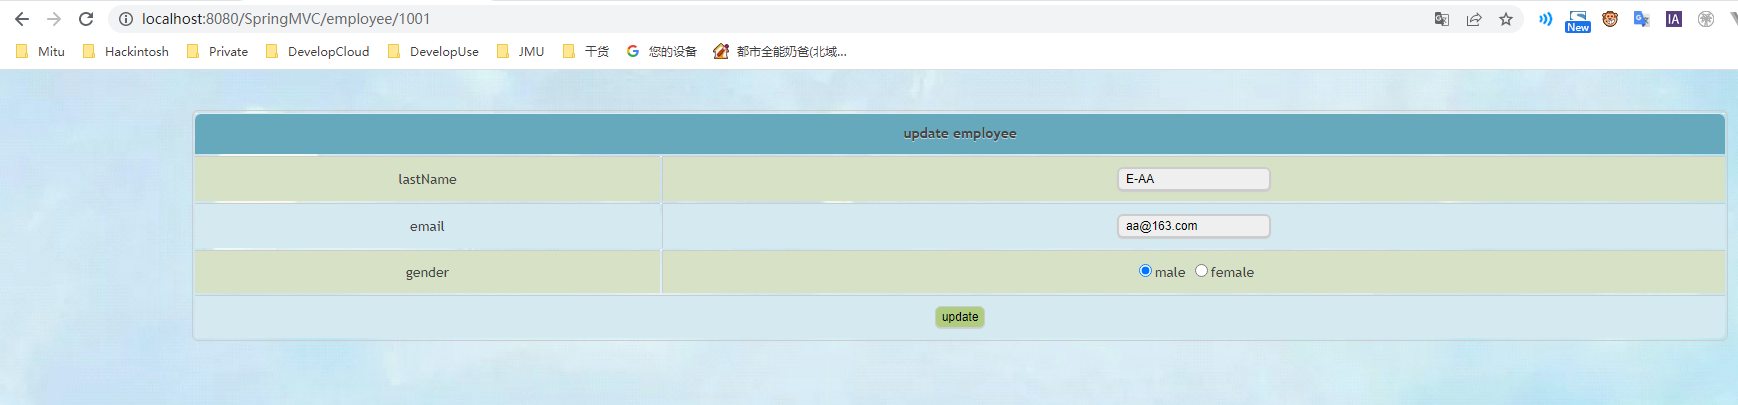 localhost:8080/SpringMVC/employee/1001
New
IA
Mitu Hackintosh Private DevelopCloud DevelopUse JMU 干货 您的设备 都市全能奶爸(北域...
update employee
lastName E-AA
email aa@163.com
gender male female
update